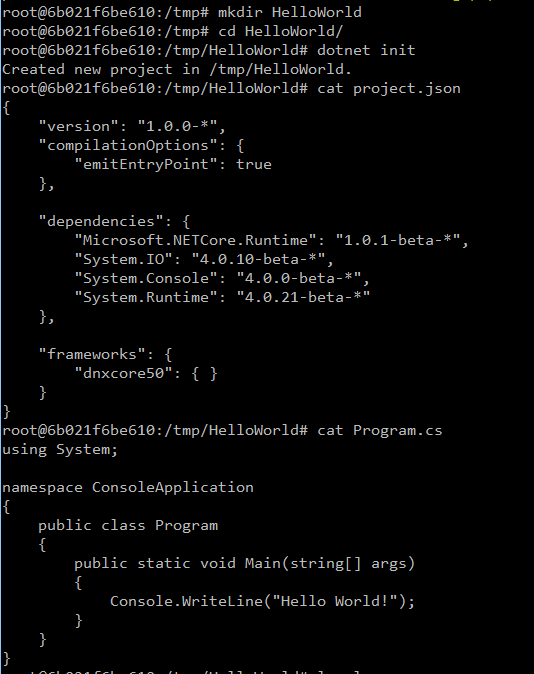 root@6b021f6be610:/tmp# mkdir HelloWorld
root@6b021f6be610:/tmp# cd HelloWorld/
root@6b021f6be610:/tmp/HelloWorld# dotnet init
Created new project in /tmp/HelloWorld.
root@6b021f6be610:/tmp/HelloWorld# cat project.json
{
    "version": "1.0.0-*",
    "compilationOptions": {
        "emitEntryPoint": true
    },

    "dependencies": {
        "Microsoft.NETCore.Runtime": "1.0.1-beta-*",
        "System.IO": "4.0.10-beta-*",
        "System.Console": "4.0.0-beta-*",
        "System.Runtime": "4.0.21-beta-*"
    },

    "frameworks": {
        "dnxcore50": { }
    }
}
root@6b021f6be610:/tmp/HelloWorld# cat Program.cs
using System;

namespace ConsoleApplication
{
    public class Program
    {
        public static void Main(string[] args)
        {
            Console.WriteLine("Hello World!");
        }
    }
}